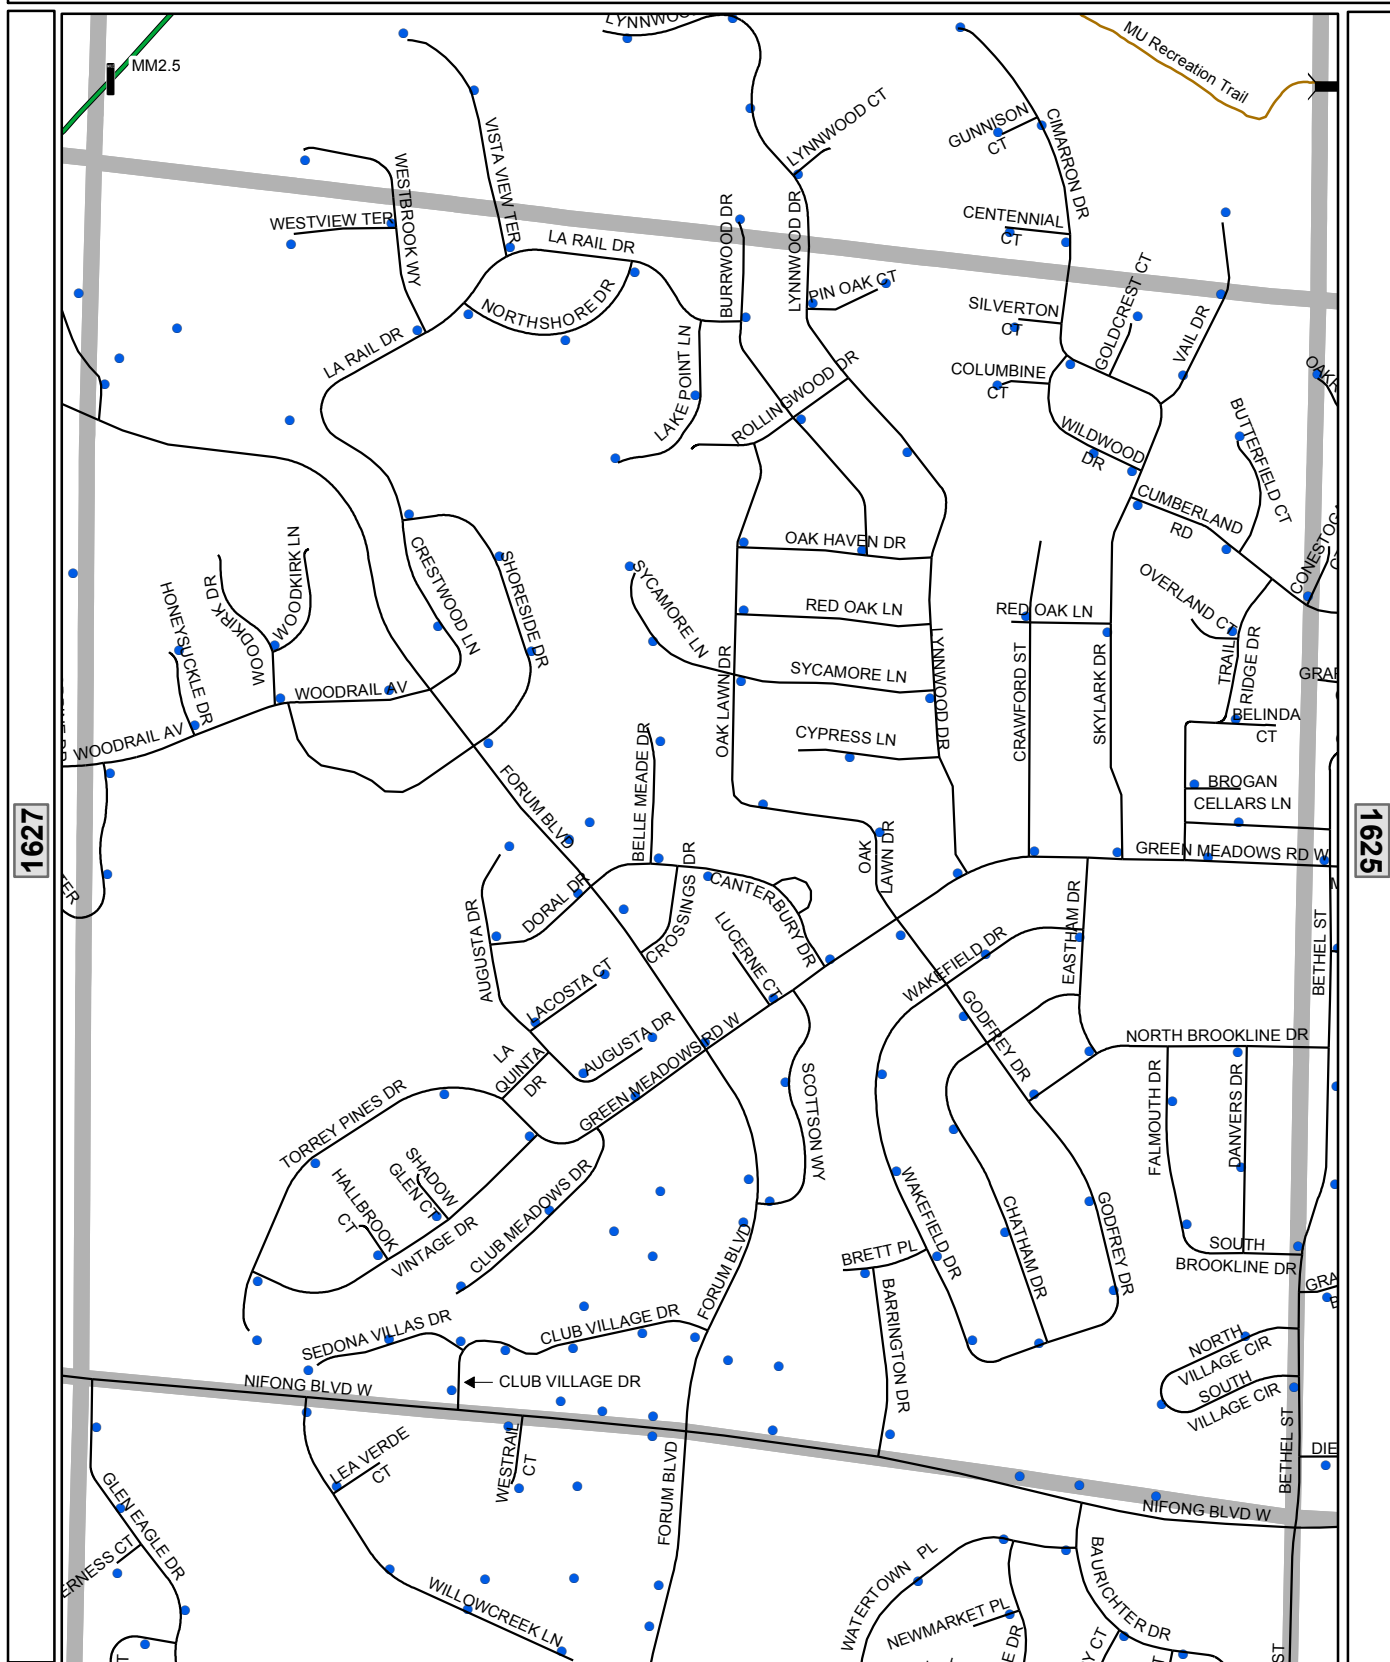 MU Recreation Trail
MM2.5
LYNNWOOD CT
GUNNISON
CT
CIMARRON DR
VISTA VIEW TER
WESTBROOK WY
WESTVIEW TER
LA RAIL DR
BURRWOOD DR
LYNNWOOD DR
CENTENNIAL
CT
PIN OAK CT
GOLDCREST CT
NORTHSHORE DR
SILVERTON
CT
VAIL DR
LA RAIL DR
LAKE POINT LN
ROLLINGWOOD DR
COLUMBINE
CT
BUTTERFIELD CT
WILDWOOD
DR
CUMBERLAND
RD
OAK HAVEN DR
CRESTWOOD LN
SHORESIDE DR
WOODKIRK LN
WOODKIRK DR
HONEYSUCKLE DR
SYCAMORE LN
OVERLAND CT
RED OAK LN
RED OAK LN
TRAIL
RIDGE DR
SYCAMORE LN
OAK LAWN DR
LYNNWOOD DR
CRAWFORD ST
SKYLARK DR
WOODRAIL AV
WOODRAIL AV
BELINDA
CT
CYPRESS LN
BELLE MEADE DR
FORUM BLVD
BROGAN
CELLARS LN
1627
1625
OAK
LAWN DR
GREEN MEADOWS RD W
DORAL DR
AUGUSTA DR
CROSSINGS DR
CANTERBURY DR
LUCERNE CT
EASTHAM DR
BETHEL ST
WAKEFIELD DR
LACOSTA CT
GODFREY DR
AUGUSTA DR
LA
QUINTA
DR
GREEN MEADOWS RD W
NORTH BROOKLINE DR
TORREY PINES DR
SCOTTSON WY
FALMOUTH DR
DANVERS DR
SHADOW
GLEN CT
HALLBROOK
CT
VINTAGE DR
CLUB MEADOWS DR
WAKEFIELD DR
CHATHAM DR
GODFREY DR
FORUM BLVD
BRETT PL
BARRINGTON DR
SOUTH
BROOKLINE DR
SEDONA VILLAS DR
CLUB VILLAGE DR
NORTH
VILLAGE CIR
SOUTH
VILLAGE CIR
NIFONG BLVD W
CLUB VILLAGE DR
BETHEL ST
LEA VERDE
CT
WESTRAIL
CT
FORUM BLVD
NIFONG BLVD W
GLEN EAGLE DR
WILLOWCREEK LN
WATERTOWN PL
NEWMARKET PL
BAURICHTER DR